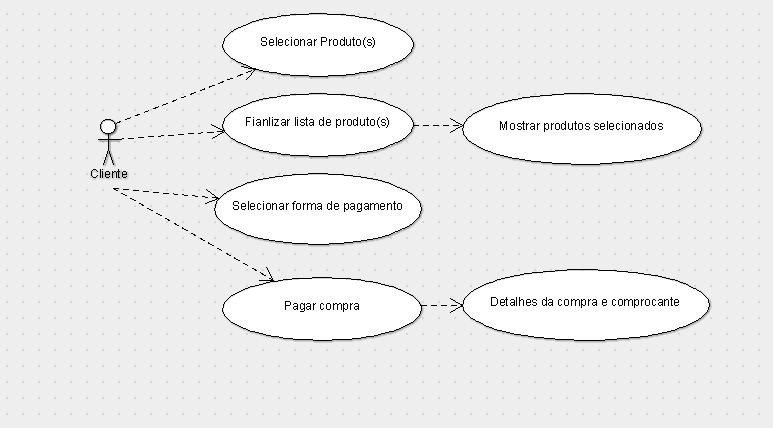 Selecionar Produto(s)
Fianlizar lista de produto(s)
Mostrar produtos selecionados
Cliente
Selecionar forma de pagamento
Pagar compra
Detalhes da compra e comprocante